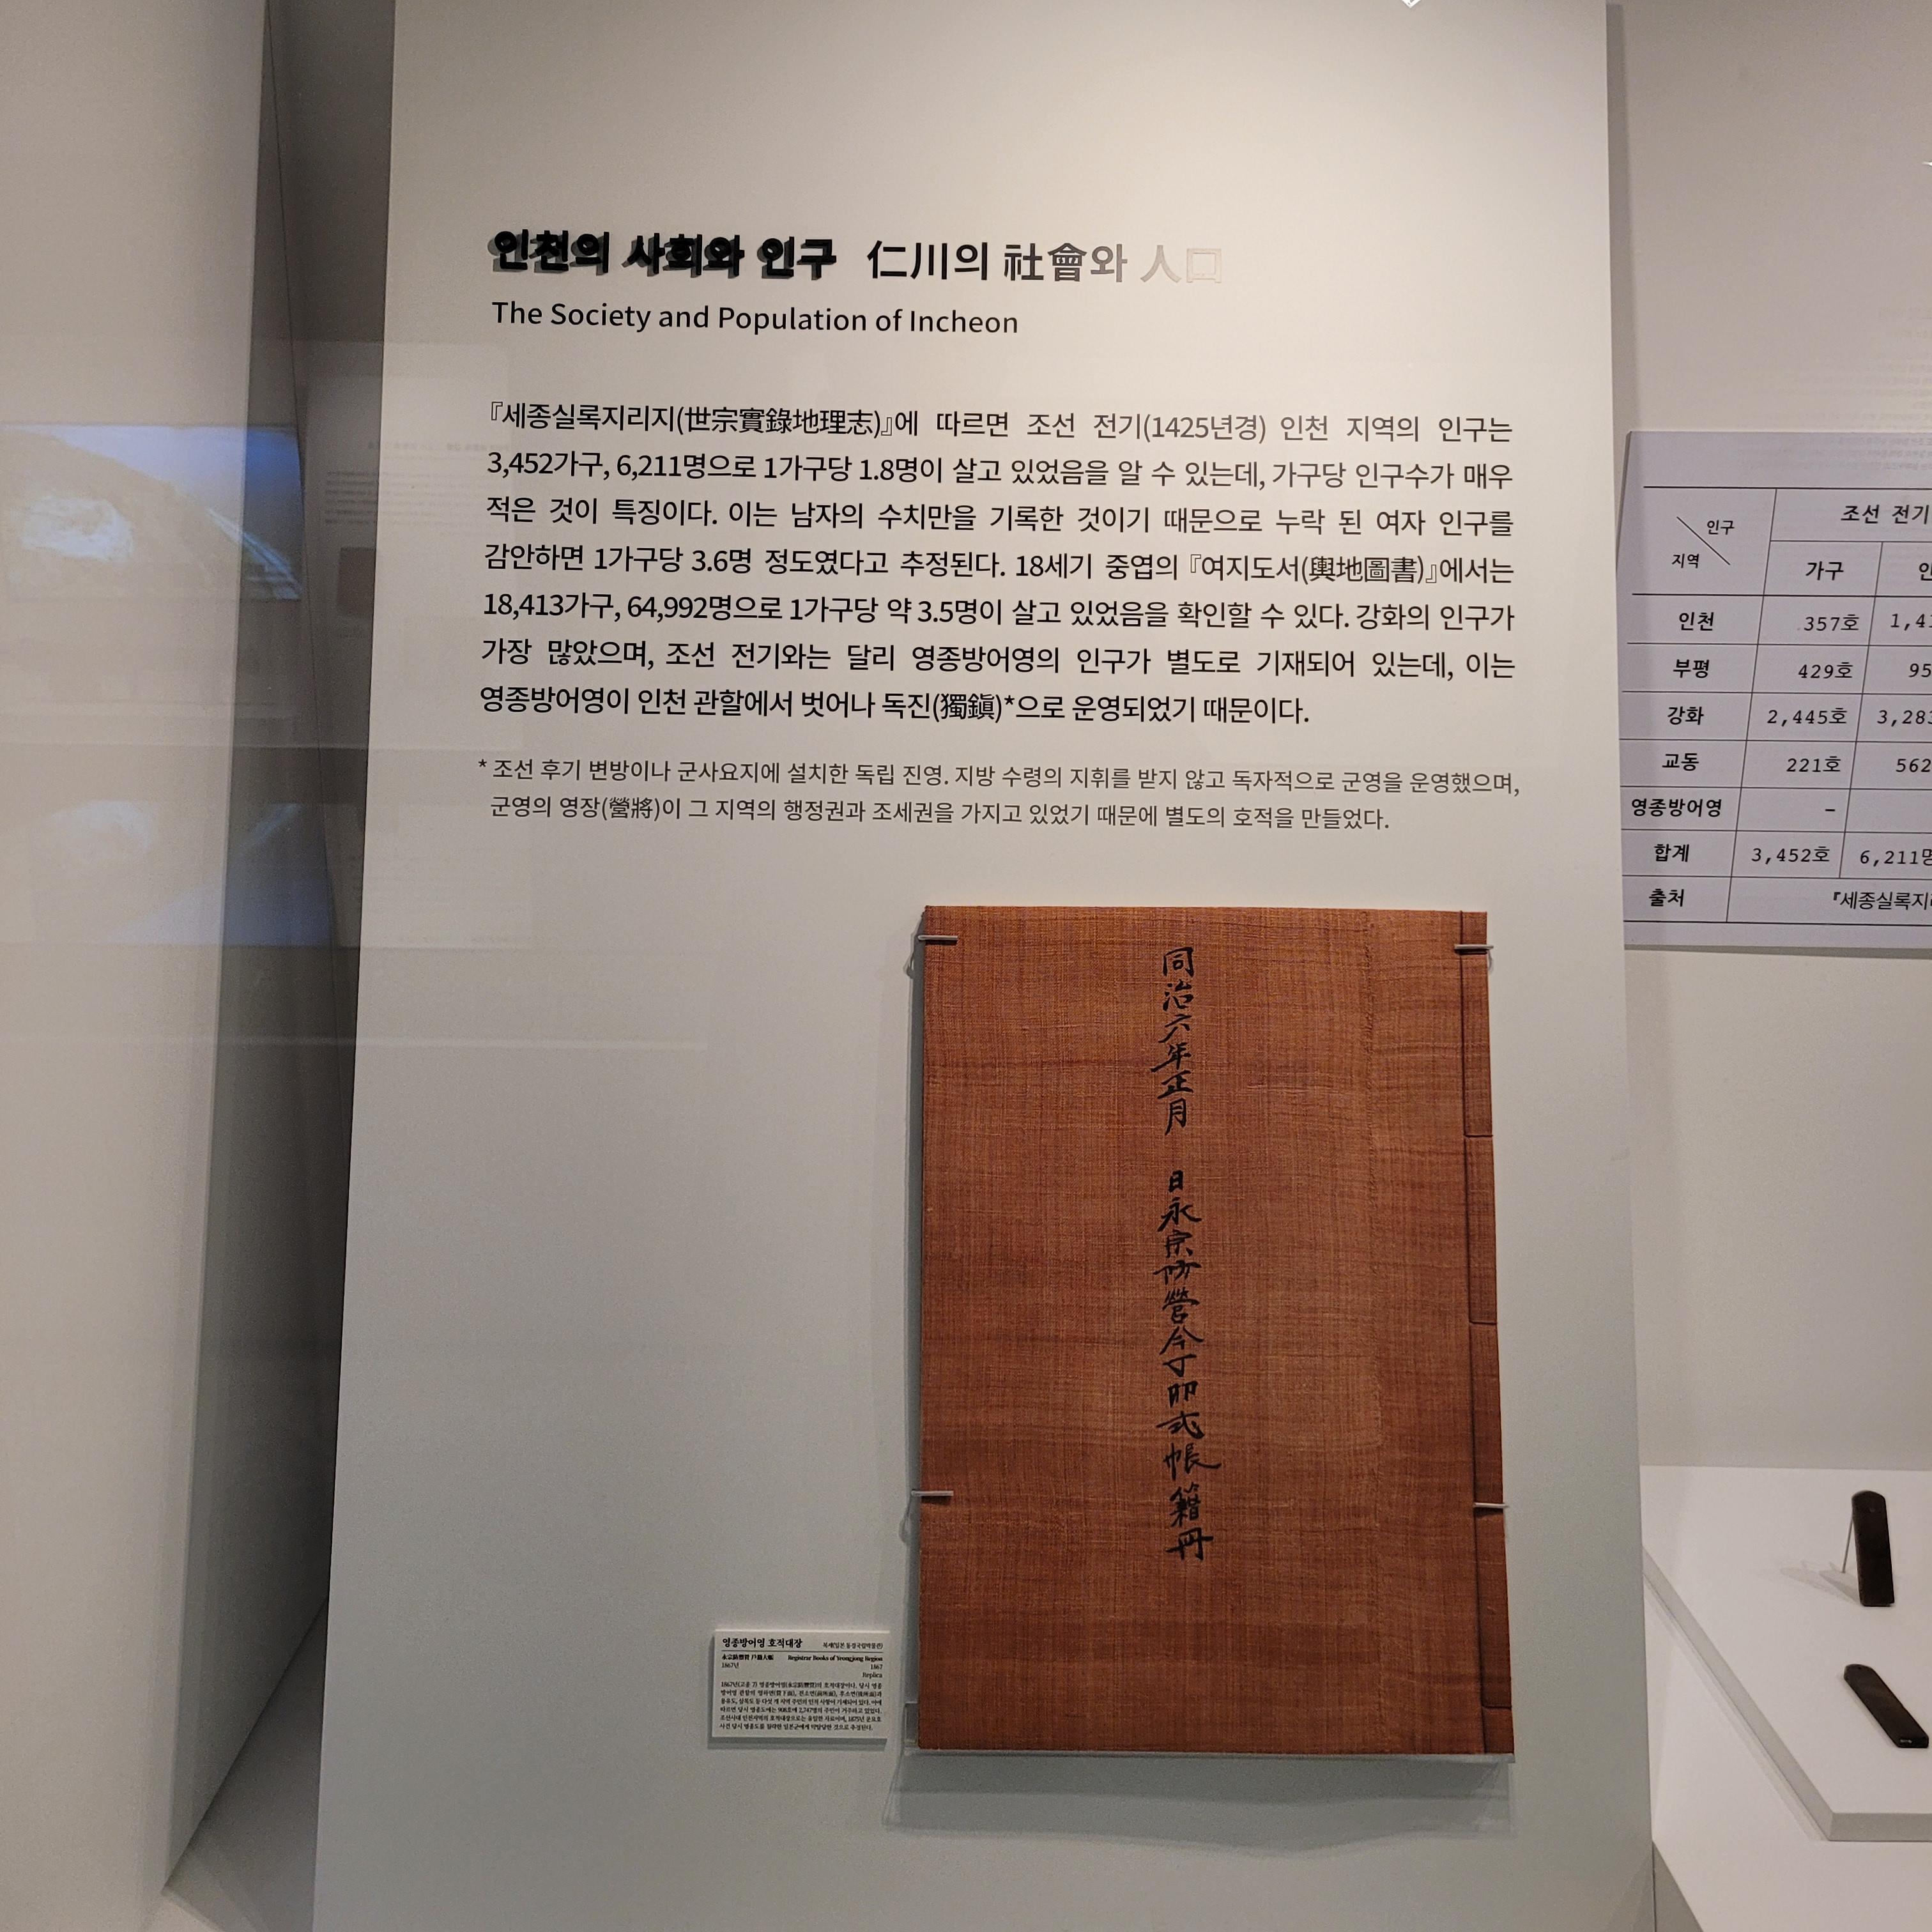 인천의 사회와 인구 仁川의 社會와 人口
The Society and Population of Incheon
『세종실록지리지(世宗實錄地理志)』에 따르면 조선 전기(1425년경) 인천 지역의 인구는
3,452가구, 6,211명으로 1가구당 1.8명이 살고 있었음을 알 수 있는데, 가구당 인구수가 매우
적은 것이 특징이다. 이는 남자의 수치만을 기록한 것이기 때문으로 누락 된 여자 인구를
감안하면 1가구당 3.6명 정도였다고 추정된다. 18세기 중엽의 『여지도서(輿地圖書)』에서는
18,413가구, 64,992명으로 1가구당 약 3.5명이 살고 있었음을 확인할 수 있다. 강화의 인구가
가장 많았으며, 조선 전기와는 달리 영종방어영의 인구가 별도로 기재되어 있는데, 이는
영종방어영이 인천 관할에서 벗어나 독진(獨鎭)*으로 운영되었기 때문이다.
* 조선 후기 변방이나 군사요지에 설치한 독립 진영. 지방 수령의 지휘를 받지 않고 독자적으로 군영을 운영했으며,
군영의 영장(營將)이 그 지역의 행정권과 조세권을 가지고 있었기 때문에 별도의 호적을 만들었다.
同治六年正月 日永宗防營今丁卯式帳籍冊
영종방어영 호적대장
Registrar Books of Yeongjong Region
1867년 1867
Replica
인구 조선 전기
지역 가구
인천 357호
부평 429호
강화 2,445호
교동 221호 562
영종방어영 –
합계 3,452호 6,211명
출처 『세종실록지리